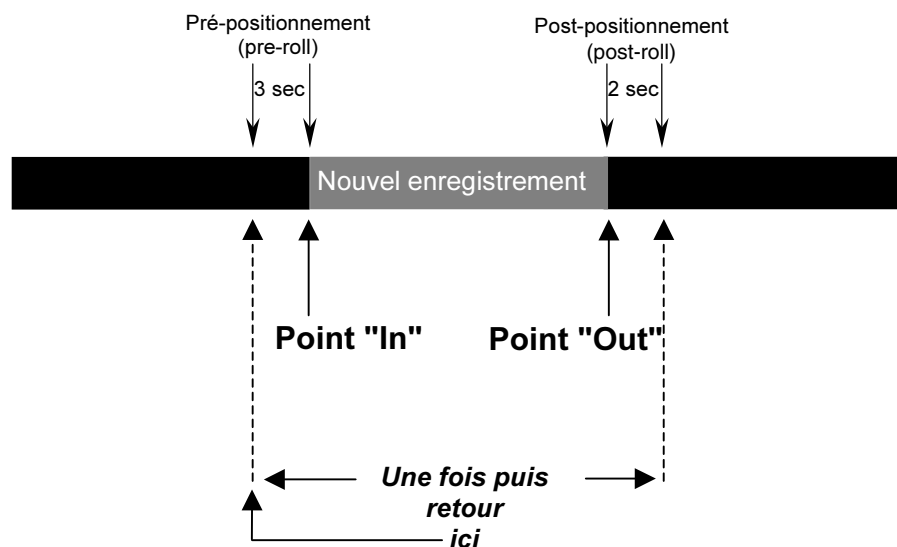 Pré-positionnement
(pre-roll)
Post-positionnement
(post-roll)
3 sec
2 sec
Nouvel enregistrement
Point "In"
Point "Out"
Une fois puis
retour
ici